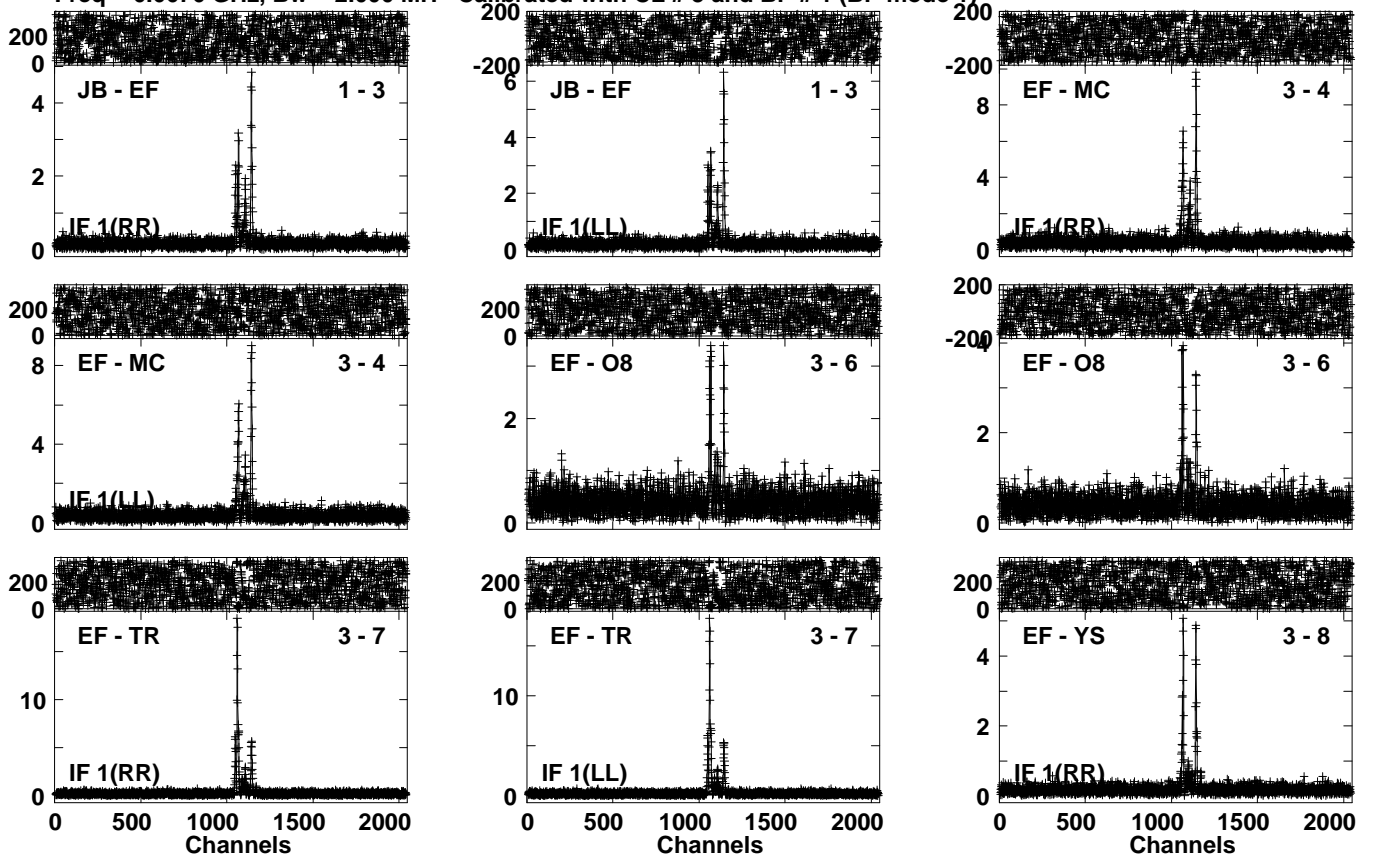 and
200 0
JB - EF 1 - 3
4 2 0
IF 1(RR)
200 -200
JB - EF 1 - 3
6 4 2 0
IF 1(LL)
200 -200
EF - MC 3 - 4
8 4 0
IF 1(RR)
200 0
EF - MC 3 - 4
8 4 0
IF 1(LL)
200 0
EF - O8 3 - 6
2 0
200 -200
EF - O8 3 - 6
4 2 0
200 0
EF - TR 3 - 7
10 0
IF 1(RR)
0 500 1000 1500 2000
Channels
200 0
EF - TR 3 - 7
10 0
IF 1(LL)
0 500 1000 1500 2000
Channels
200 0
EF - YS 3 - 8
4 2 0
IF 1(RR)
0 500 1000 1500 2000
Channels